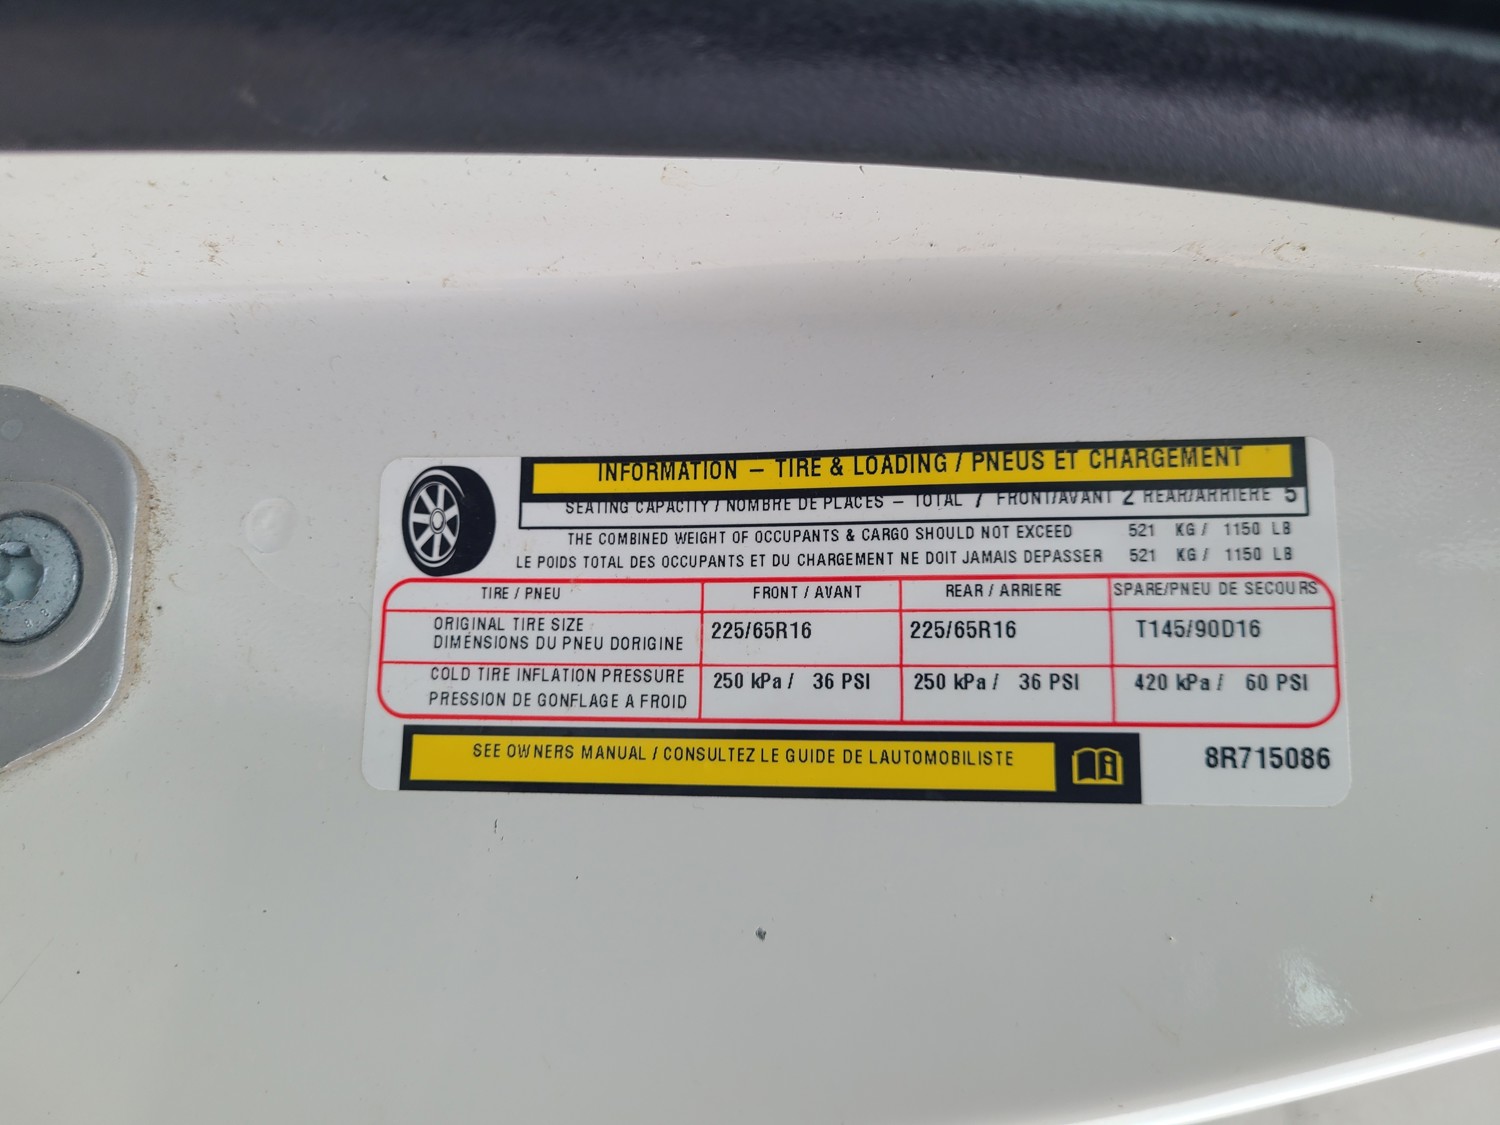 INFORMATION – TIRE & LOADING / PNEUS ET CHARGEMENT
SEATING CAPACITY / NOMBRE DE PLACES – TOTAL 7 FRONT/AVANT 2 REAR/ARRIERE 5
THE COMBINED WEIGHT OF OCCUPANTS & CARGO SHOULD NOT EXCEED 521 KG / 1150 LB
LE POIDS TOTAL DES OCCUPANTS ET DU CHARGEMENT NE DOIT JAMAIS DEPASSER 521 KG / 1150 LB
TIRE / PNEU FRONT / AVANT REAR / ARRIERE SPARE/PNEU DE SECOURS
ORIGINAL TIRE SIZE 225/65R16 225/65R16 T145/90D16
DIMENSIONS DU PNEU DORIGINE
COLD TIRE INFLATION PRESSURE 250 kPa / 36 PSI 250 kPa / 36 PSI 420 kPa / 60 PSI
PRESSION DE GONFLAGE A FROID
SEE OWNERS MANUAL / CONSULTEZ LE GUIDE DE LAUTOMOBILISTE
8R715086